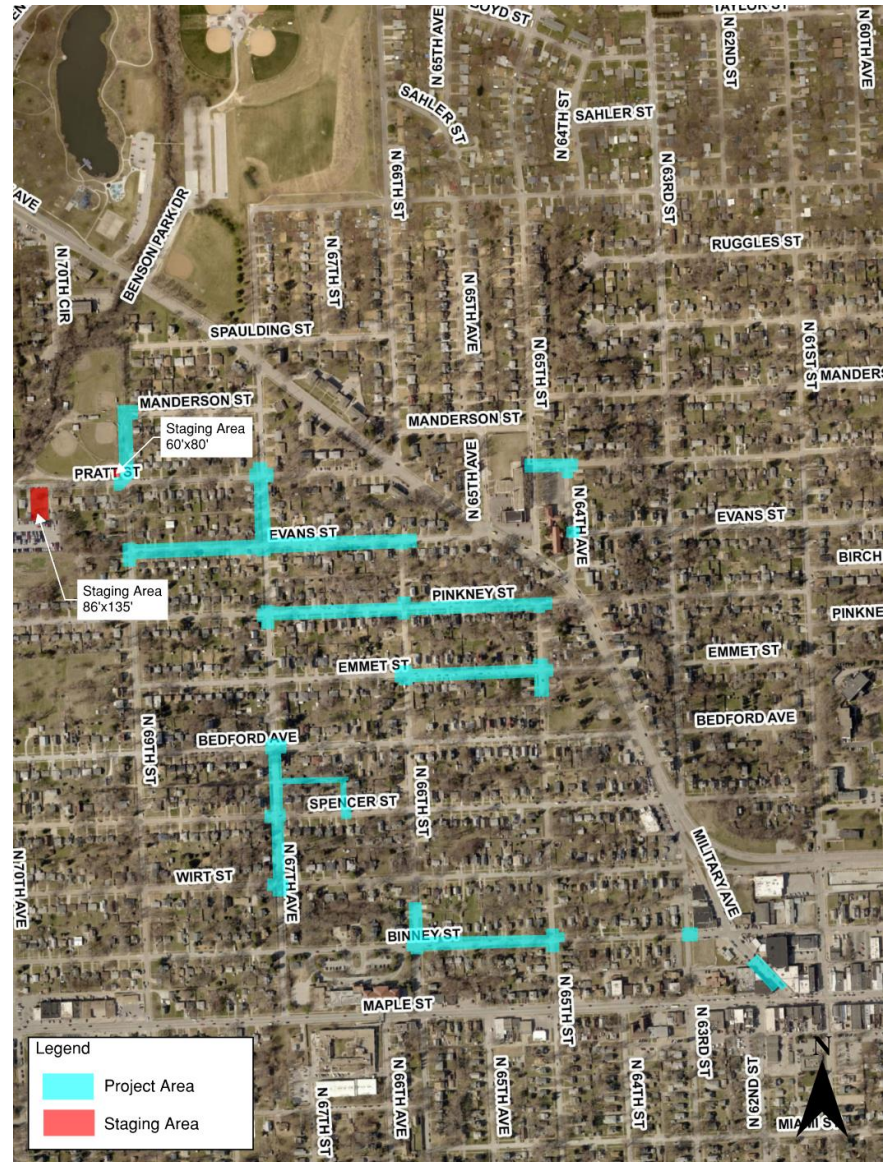 BOYD ST
TAYLOR ST
N 65TH AVE
N 62ND ST
N 60TH AVE
SAHLER ST
SAHLER ST
N 64TH ST
N 66TH ST
N 63RD ST
AVE
BENSON PARK DR
N 70TH CIR
N 67TH ST
RUGGLES ST
SPAULDING ST
N 65TH AVE
N 65TH ST
N 61ST ST
MANDERSON ST
MANDERSON ST
MANDERS
Staging Area
60'x80'
PRATT ST
N 65TH AVE
N 64TH AVE
EVANS ST
EVANS ST
BIRCH
Staging Area
86'x135'
PINKNEY ST
PINKNE
EMMET ST
EMMET ST
BEDFORD AVE
BEDFORD AVE
N 69TH ST
N 66TH ST
SPENCER ST
MILITARY AVE
N 70TH AVE
WIRT ST
N 67TH AVE
BINNEY ST
MAPLE ST
N 65TH ST
N 63RD ST
Legend
Project Area
Staging Area
N 67TH ST
N 66TH AVE
N 65TH AVE
N 64TH ST
N 62ND ST
N
MIAMI ST